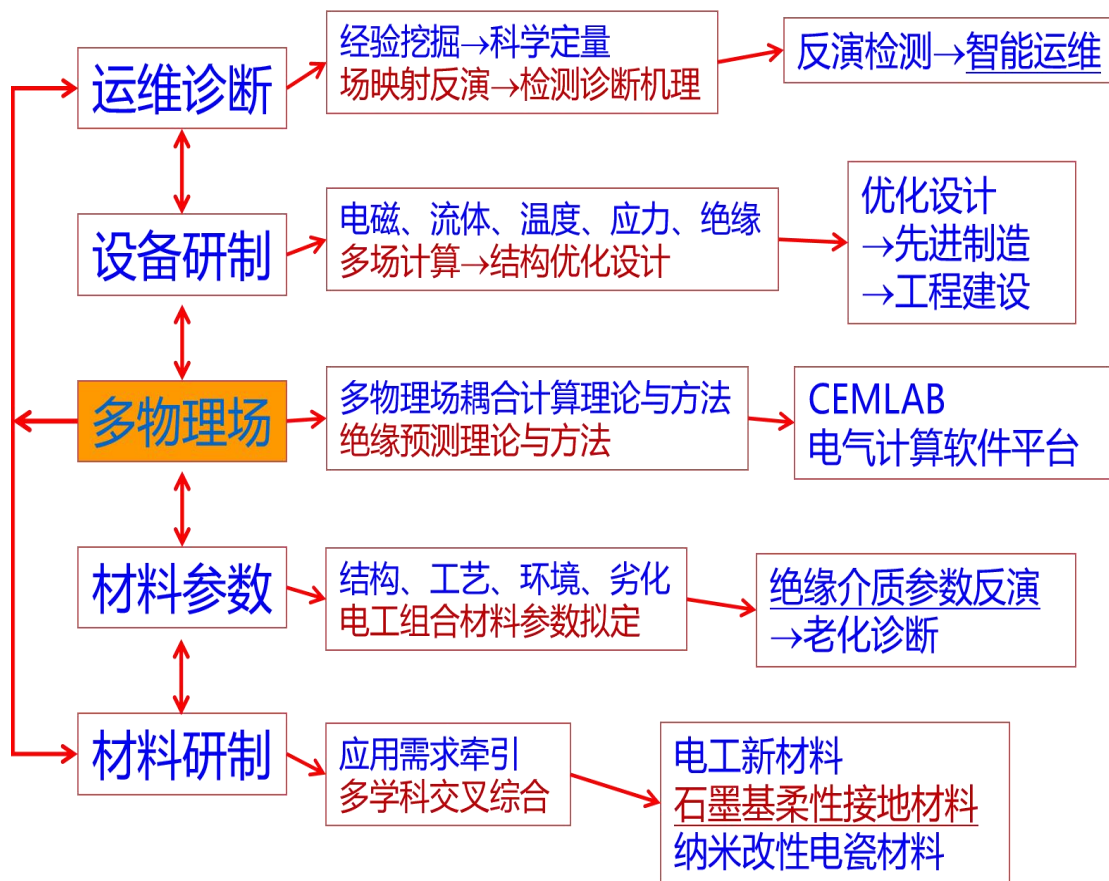 运维诊断
经验挖掘→科学定量
场映射反演→检测诊断机理
反演检测→智能运维
设备研制
电磁、流体、温度、应力、绝缘
多场计算→结构优化设计
优化设计
→先进制造
→工程建设
多物理场
多物理场耦合计算理论与方法
绝缘预测理论与方法
CEMLAB
电气计算软件平台
材料参数
结构、工艺、环境、劣化
电工组合材料参数拟定
绝缘介质参数反演
→老化诊断
材料研制
应用需求牵引
多学科交叉综合
电工新材料
石墨基柔性接地材料
纳米改性电瓷材料